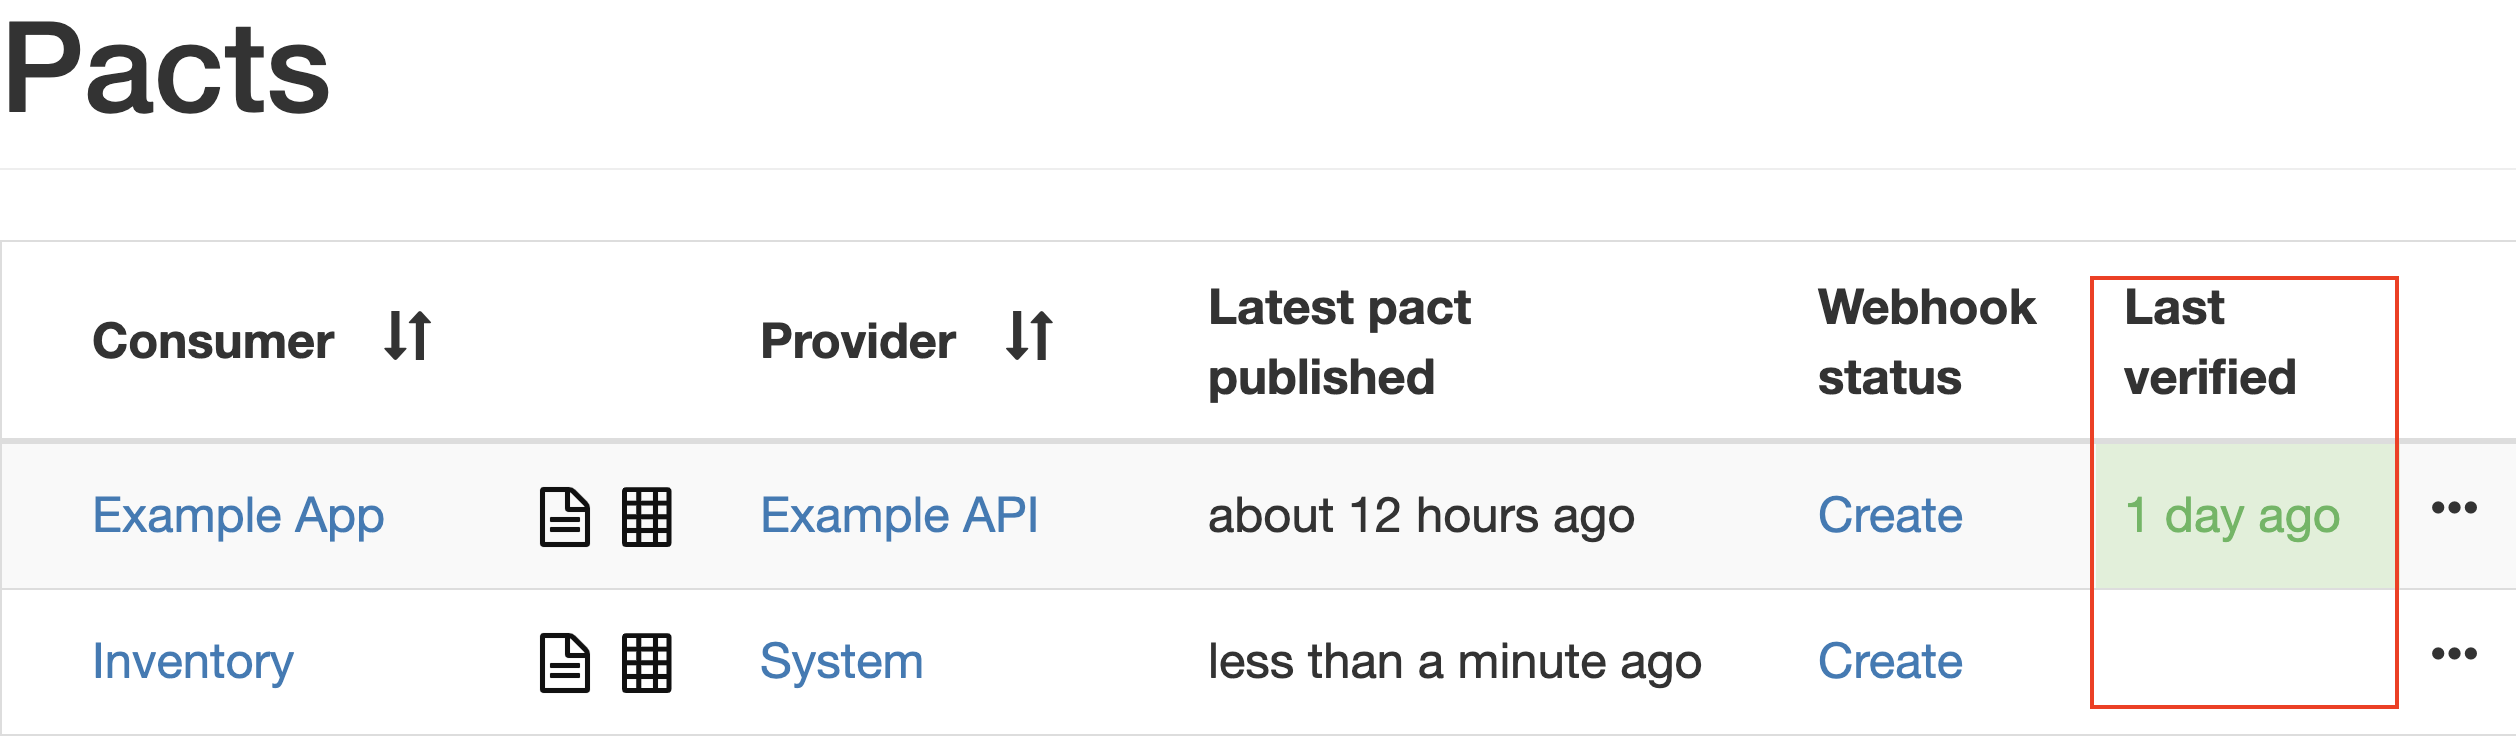 Pacts
Consumer Provider Latest pact published Webhook status Last verified
Example App Example API about 12 hours ago Create 1 day ago
Inventory System less than a minute ago Create